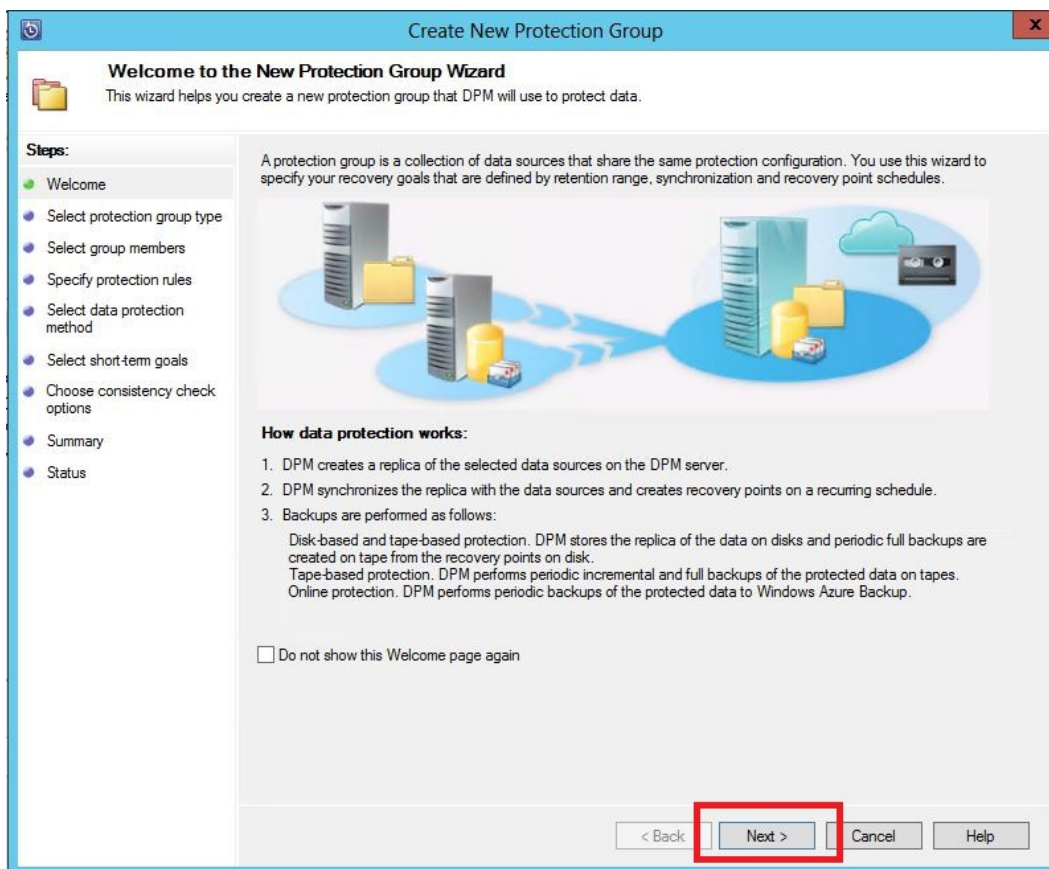 Create New Protection Group
x
Welcome to the New Protection Group Wizard
This wizard helps you create a new protection group that DPM will use to protect data.
Steps:
Welcome
Select protection group type
Select group members
Specify protection rules
Select data protection
method
Select short-term goals
Choose consistency check
options
Summary
Status
A protection group is a collection of data sources that share the same protection configuration. You use this wizard to
specify your recovery goals that are defined by retention range, synchronization and recovery point schedules.
How data protection works:
1. DPM creates a replica of the selected data sources on the DPM server.
2. DPM synchronizes the replica with the data sources and creates recovery points on a recurring schedule.
3. Backups are performed as follows:
Disk-based and tape-based protection. DPM stores the replica of the data on disks and periodic full backups are
created on tape from the recovery points on disk.
Tape-based protection. DPM performs periodic incremental and full backups of the protected data on tapes.
Online protection. DPM performs periodic backups of the protected data to Windows Azure Backup.
Do not show this Welcome page again
< Back
Next >
Cancel
Help